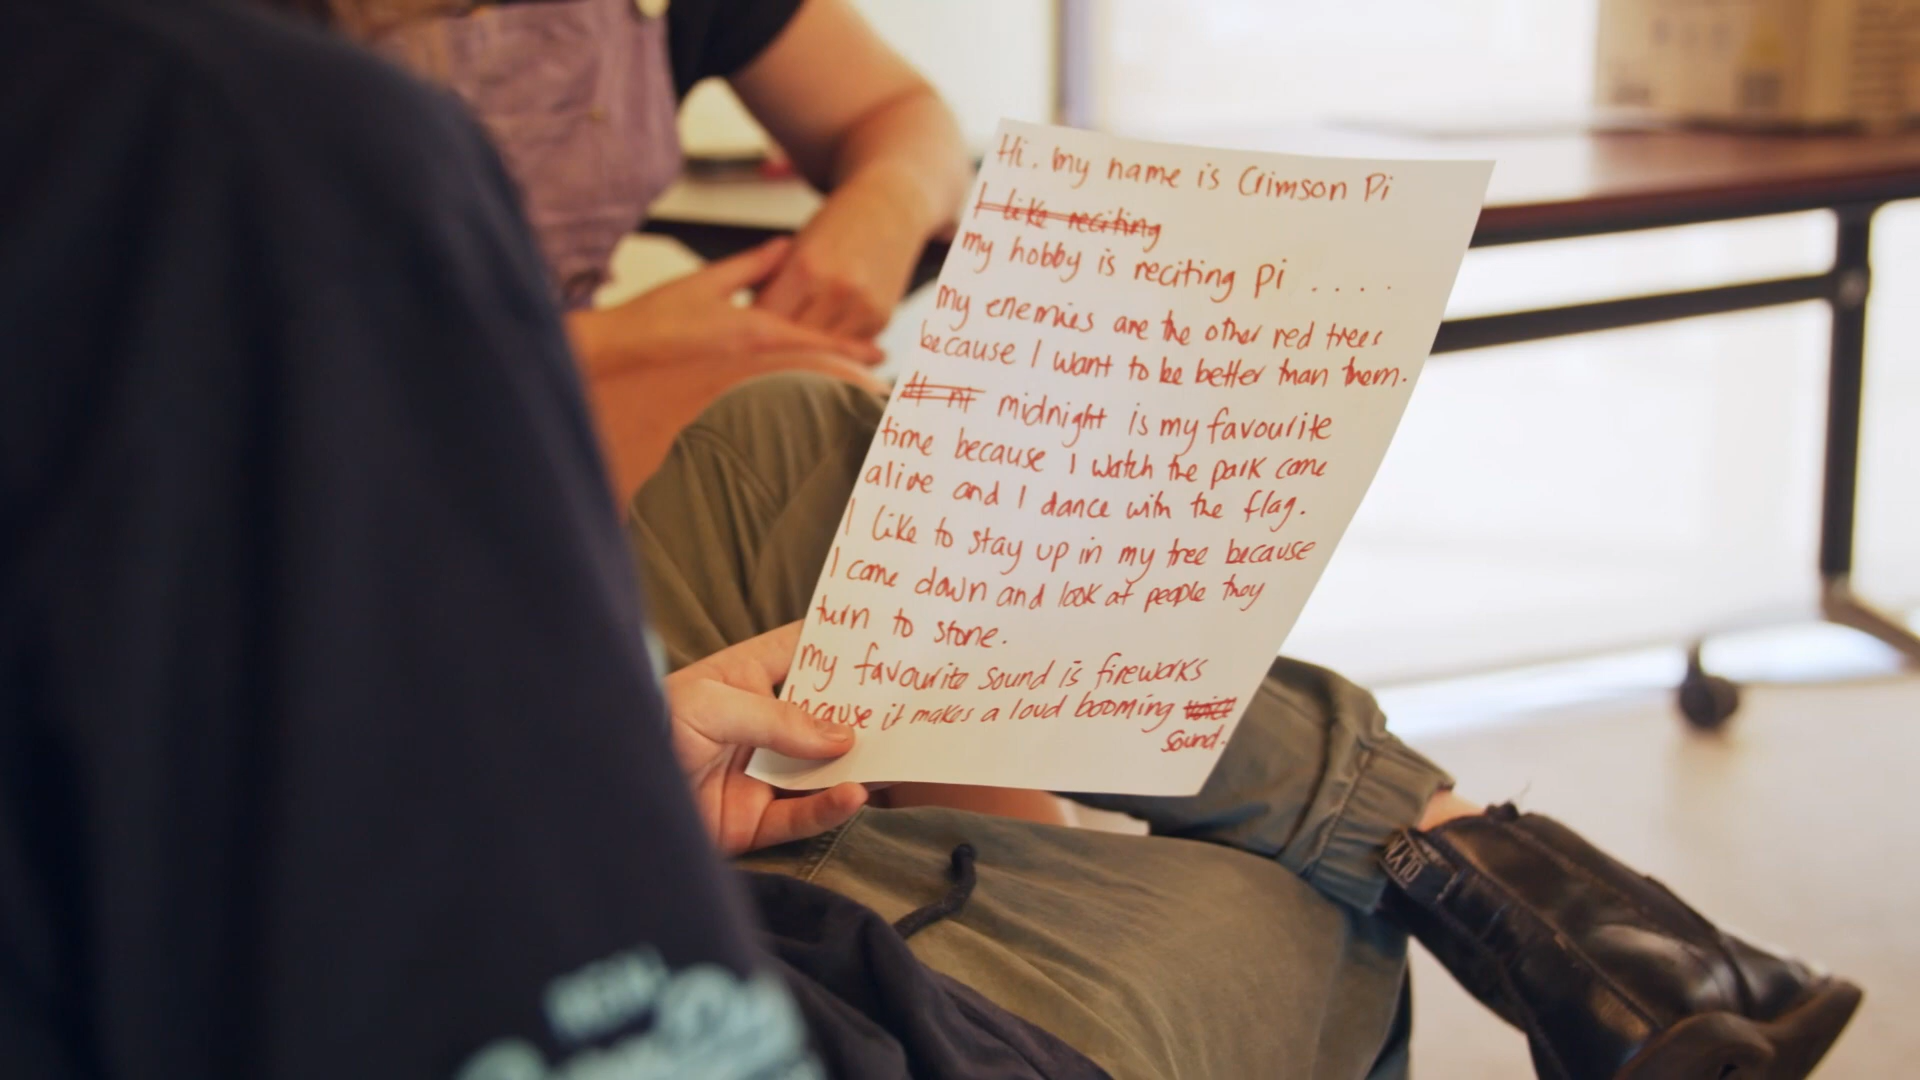 Hi. my name is Crimson Pi
I like reciting
my hobby is reciting Pi ....
my enemies are the other red trees
because I want to be better than them.
midnight is my favourite
time because I watch the park come
alive and I dance with the flag.
I like to stay up in my tree because
I come down and look at people they
turn to stone.
my favourite sound is fireworks
because it makes a loud booming voice
sound.